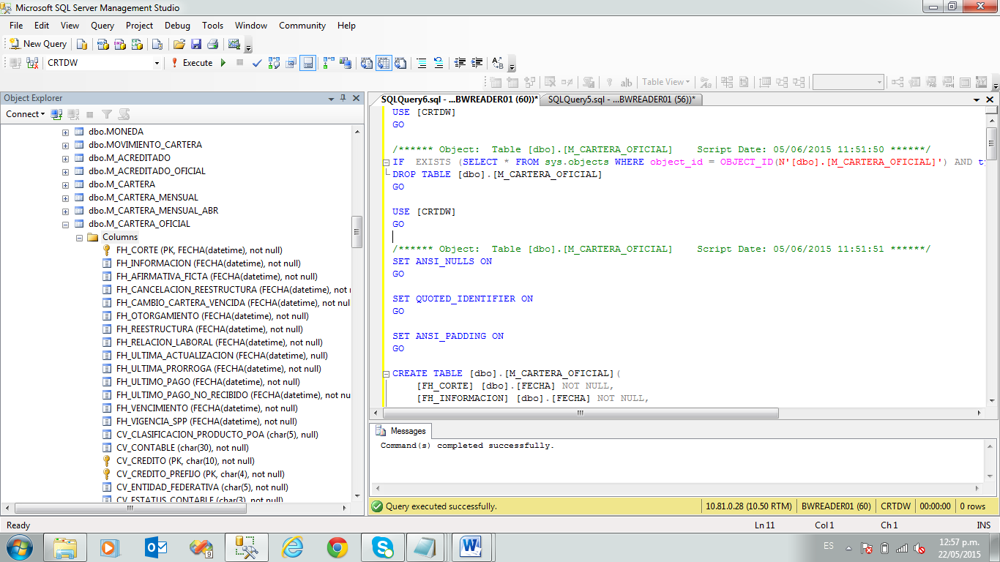 Microsoft SQL Server Management Studio
File Edit View Query Project Debug Tools Window Community Help
New Query
CRTDW Execute
Table View
Object Explorer
Connect
dbo.MONEDA
dbo.MOVIMIENTO_CARTERA
dbo.M_ACREDITADO
dbo.M_ACREDITADO_OFICIAL
dbo.M_CARTERA
dbo.M_CARTERA_MENSUAL
dbo.M_CARTERA_MENSUAL_ABR
dbo.M_CARTERA_OFICIAL
Columns
FH_CORTE (PK, FECHA(datetime), not null)
FH_INFORMACION (FECHA(datetime), not null)
FH_AFIRMATIVA_FICTA (FECHA(datetime), not null)
FH_CANCELACION_REESTRUCTURA (FECHA(datetime), not
FH_CAMBIO_CARTERA_VENCIDA (FECHA(datetime), not nul
FH_OTORGAMIENTO (FECHA(datetime), not null)
FH_REESTRUCTURA (FECHA(datetime), not null)
FH_RELACION_LABORAL (FECHA(datetime), not null)
FH_ULTIMA_ACTUALIZACION (FECHA(datetime), null)
FH_ULTIMA_PRORROGA (FECHA(datetime), not null)
FH_ULTIMO_PAGO (FECHA(datetime), not null)
FH_ULTIMO_PAGO_NO_RECIBIDO (FECHA(datetime), not nu
FH_VENCIMIENTO (FECHA(datetime), not null)
FH_VIGENCIA_SPP (FECHA(datetime), not null)
CV_CLASIFICACION_PRODUCTO_POA (char(5), null)
CV_CONTABLE (char(30), not null)
CV_CREDITO (PK, char(10), not null)
CV_CREDITO_PREFIJO (PK, char(4), not null)
CV_ENTIDAD_FEDERATIVA (char(5), not null)
CV_ESTATUS_CONTABLE (char(3), not null)
SQLQuery6.sql - ...BWREADER01 (60))* SQLQuery5.sql - ...BWREADER01 (56))*
USE [CRTDW]
GO
/****** Object:  Table [dbo].[M_CARTERA_OFICIAL]    Script Date: 05/06/2015 11:51:50 ******/
IF  EXISTS (SELECT * FROM sys.objects WHERE object_id = OBJECT_ID(N'[dbo].[M_CARTERA_OFICIAL]') AND ty
DROP TABLE [dbo].[M_CARTERA_OFICIAL]
GO
USE [CRTDW]
GO
/****** Object:  Table [dbo].[M_CARTERA_OFICIAL]    Script Date: 05/06/2015 11:51:51 ******/
SET ANSI_NULLS ON
GO
SET QUOTED_IDENTIFIER ON
GO
SET ANSI_PADDING ON
GO
CREATE TABLE [dbo].[M_CARTERA_OFICIAL](
[FH_CORTE] [dbo].[FECHA] NOT NULL,
[FH_INFORMACION] [dbo].[FECHA] NOT NULL,
Messages
Command(s) completed successfully.
Query executed successfully. 10.81.0.28 (10.50 RTM) BWREADER01 (60) CRTDW 00:00:00 0 rows
Ready Ln 11 Col 1 Ch 1 INS
ES 12:57 p.m.
22/05/2015